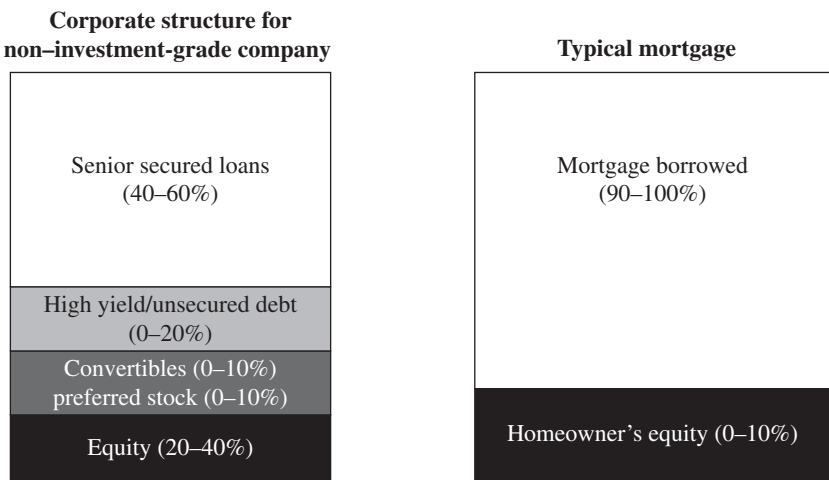 Corporate structure for
non–investment-grade company
Senior secured loans
(40–60%)
High yield/unsecured debt
(0–20%)
Convertibles (0–10%)
preferred stock (0–10%)
Equity (20–40%)
Typical mortgage
Mortgage borrowed
(90–100%)
Homeowner’s equity (0–10%)